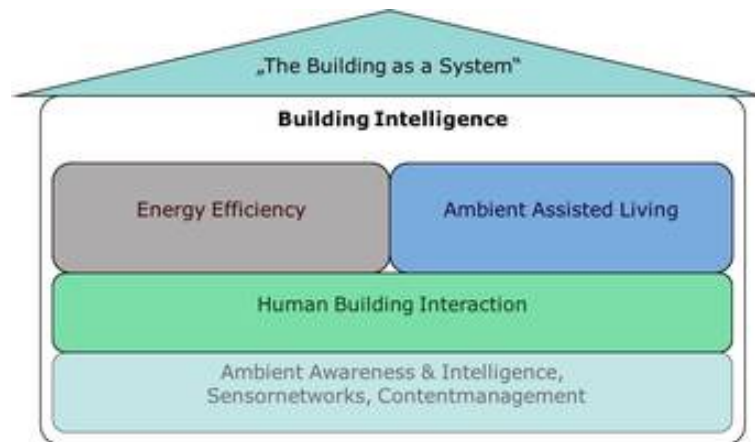 „The Building as a System“
Building Intelligence
Energy Efficiency
Ambient Assisted Living
Human Building Interaction
Ambient Awareness & Intelligence,
Sensornetworks, Contentmanagement